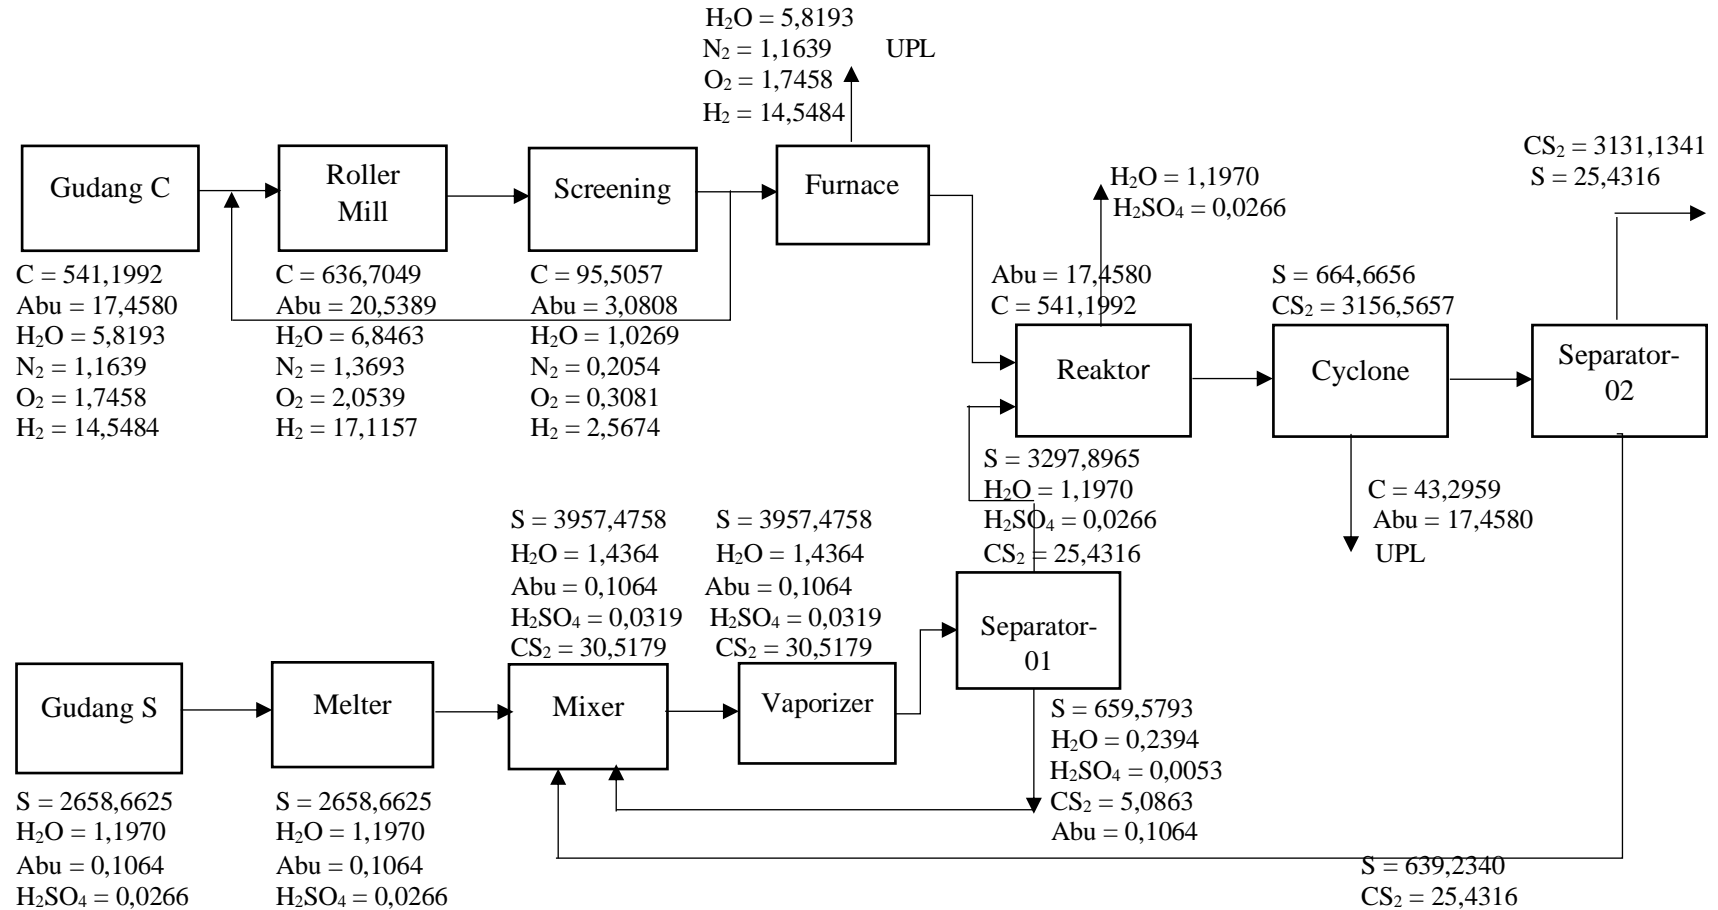 H₂O = 5,8193
N₂ = 1,1639 UPL
O₂ = 1,7458
H₂ = 14,5484
Gudang C
Roller
Mill
Screening
Furnace
CS₂ = 3131,1341
S = 25,4316
H₂O = 1,1970
H₂SO₄ = 0,0266
C = 541,1992
Abu = 17,4580
H₂O = 5,8193
N₂ = 1,1639
O₂ = 1,7458
H₂ = 14,5484
C = 636,7049
Abu = 20,5389
H₂O = 6,8463
N₂ = 1,3693
O₂ = 2,0539
H₂ = 17,1157
C = 95,5057
Abu = 3,0808
H₂O = 1,0269
N₂ = 0,2054
O₂ = 0,3081
H₂ = 2,5674
Abu = 17,4580
C = 541,1992
S = 664,6656
CS₂ = 3156,5657
Reaktor
Cyclone
Separator-
02
S = 3297,8965
H₂O = 1,1970
H₂SO₄ = 0,0266
CS₂ = 25,4316
C = 43,2959
Abu = 17,4580
UPL
S = 3957,4758
H₂O = 1,4364
Abu = 0,1064
H₂SO₄ = 0,0319
CS₂ = 30,5179
S = 3957,4758
H₂O = 1,4364
Abu = 0,1064
H₂SO₄ = 0,0319
CS₂ = 30,5179
Separator-
01
Gudang S
Melter
Mixer
Vaporizer
S = 659,5793
H₂O = 0,2394
H₂SO₄ = 0,0053
CS₂ = 5,0863
Abu = 0,1064
S = 2658,6625
H₂O = 1,1970
Abu = 0,1064
H₂SO₄ = 0,0266
S = 2658,6625
H₂O = 1,1970
Abu = 0,1064
H₂SO₄ = 0,0266
S = 639,2340
CS₂ = 25,4316